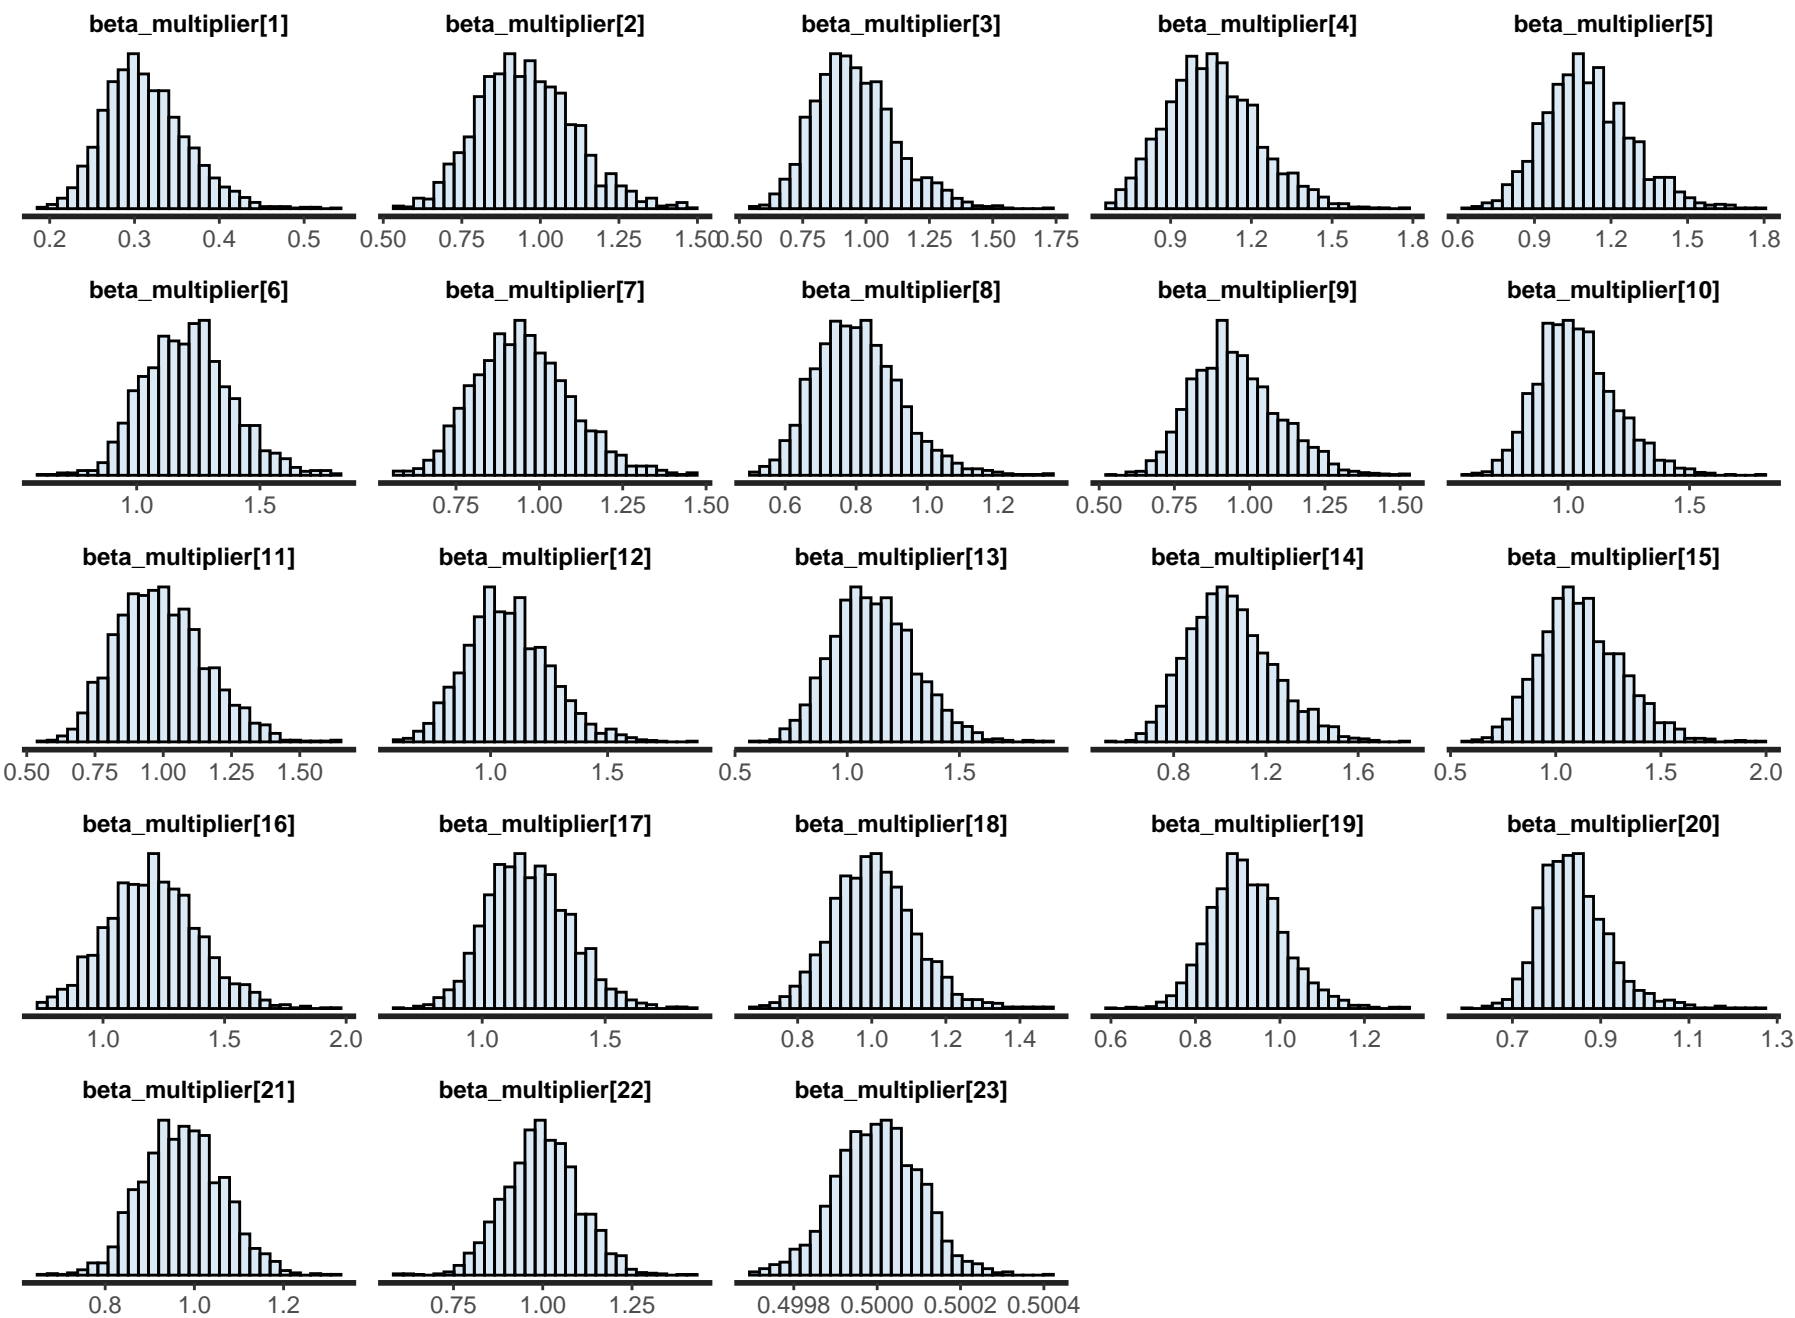 beta_multiplier[1] beta_multiplier[2] beta_multiplier[3] beta_multiplier[4] beta_multiplier[5]
0.2 0.3 0.4 0.5 0.50 0.75 1.00 1.25 1.50 0.50 0.75 1.00 1.25 1.50 1.75 0.9 1.2 1.5 1.8 0.6 0.9 1.2 1.5 1.8
beta_multiplier[6] beta_multiplier[7] beta_multiplier[8] beta_multiplier[9] beta_multiplier[10]
1.0 1.5 0.75 1.00 1.25 1.50 0.6 0.8 1.0 1.2 0.50 0.75 1.00 1.25 1.50 1.0 1.5
beta_multiplier[11] beta_multiplier[12] beta_multiplier[13] beta_multiplier[14] beta_multiplier[15]
0.50 0.75 1.00 1.25 1.50 1.0 1.5 0.5 1.0 1.5 0.8 1.2 1.6 0.5 1.0 1.5 2.0
beta_multiplier[16] beta_multiplier[17] beta_multiplier[18] beta_multiplier[19] beta_multiplier[20]
1.0 1.5 2.0 1.0 1.5 0.8 1.0 1.2 1.4 0.6 0.8 1.0 1.2 0.7 0.9 1.1 1.3
beta_multiplier[21] beta_multiplier[22] beta_multiplier[23]
0.8 1.0 1.2 0.75 1.00 1.25 0.4998 0.5000 0.5002 0.5004